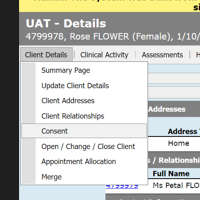 si
UAT - Details
4799978, Rose FLOWER (Female), 1/10/
Client Details Clinical Activity Assessments H
Summary Page
Update Client Details
Client Addresses
Addresses
Client Relationships
Consent
Address
Open / Change / Close Client
Home
Appointment Allocation
s / Relationship
Merge
Full Name
4799979 Ms Petal FLO